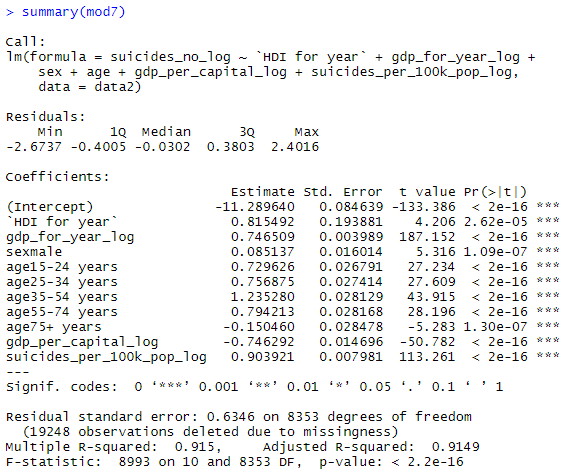 > summary(mod7)
Call:
lm(formula = suicides_no_log ~ `HDI for year` + gdp_for_year_log +
    sex + age + gdp_per_capital_log + suicides_per_100k_pop_log,
    data = data2)
Residuals:
    Min      1Q  Median      3Q     Max
-2.6737 -0.4005 -0.0302  0.3803  2.4016
Coefficients:
                            Estimate Std. Error  t value Pr(>|t|)
(Intercept)               -11.289640   0.084639 -133.386  < 2e-16 ***
`HDI for year`              0.815492   0.193881    4.206 2.62e-05 ***
gdp_for_year_log            0.746509   0.003989  187.152  < 2e-16 ***
sexmale                     0.085137   0.016014    5.316 1.09e-07 ***
age15-24 years              0.729626   0.026791   27.234  < 2e-16 ***
age25-34 years              0.756875   0.027414   27.609  < 2e-16 ***
age35-54 years              1.235280   0.028129   43.915  < 2e-16 ***
age55-74 years              0.794213   0.028168   28.196  < 2e-16 ***
age75+ years               -0.150460   0.028478   -5.283 1.30e-07 ***
gdp_per_capital_log        -0.746292   0.014696  -50.782  < 2e-16 ***
suicides_per_100k_pop_log   0.903921   0.007981  113.261  < 2e-16 ***
---
Signif. codes:  0 ‘***’ 0.001 ‘**’ 0.01 ‘*’ 0.05 ‘.’ 0.1 ‘ ’ 1
Residual standard error: 0.6346 on 8353 degrees of freedom
  (19248 observations deleted due to missingness)
Multiple R-squared:  0.915,	Adjusted R-squared:  0.9149
F-statistic:  8993 on 10 and 8353 DF,  p-value: < 2.2e-16